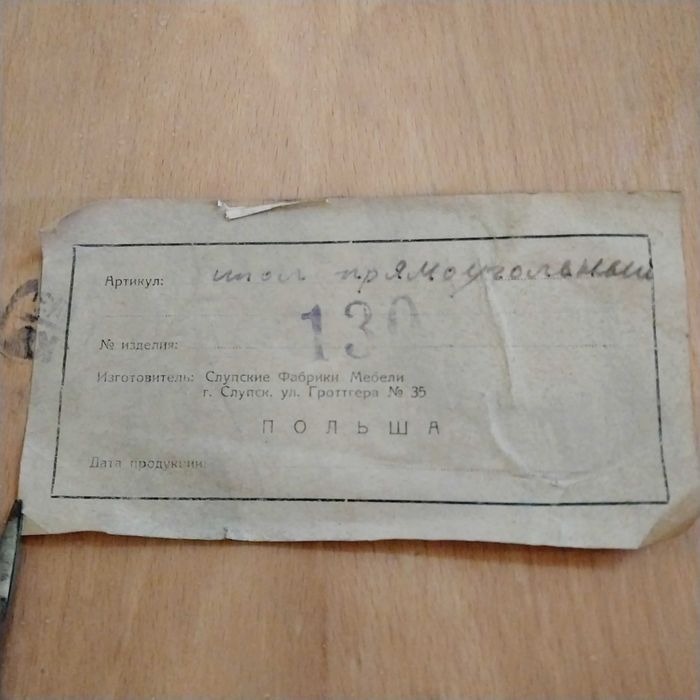 Артикул: стол прямоугольный
130
№ изделия:
Изготовитель: Слупские Фабрики Мебели
г. Слупск, ул. Гроттгера № 35
ПОЛЬША
Дата продукции: